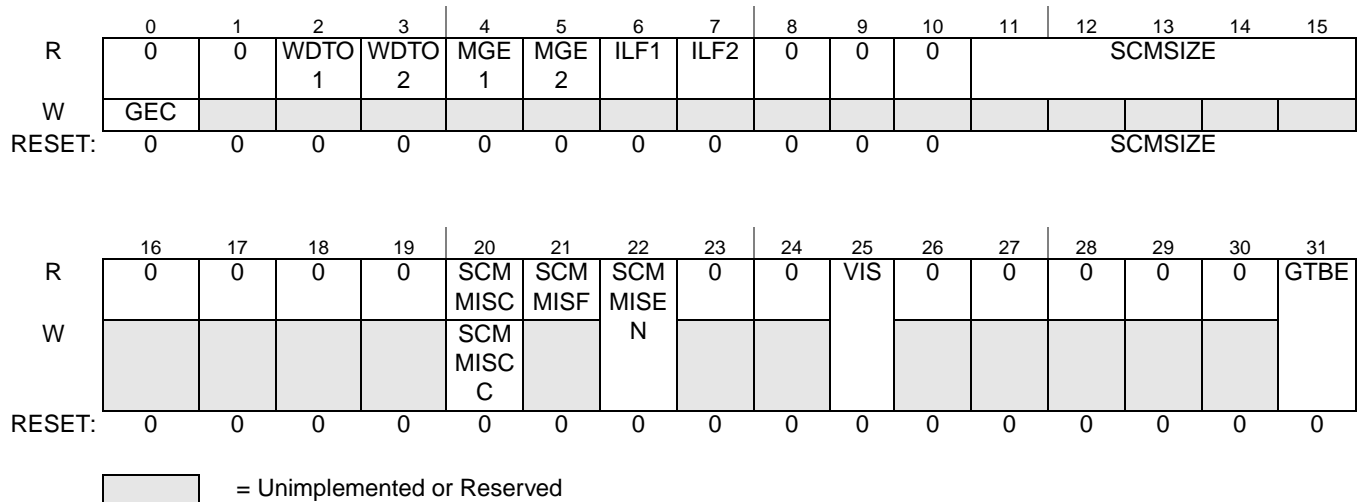 0 1 2 3 4 5 6 7 8 9 10 11 12 13 14 15
R 0 0 WDTO WDTO MGE MGE ILF1 ILF2 0 0 0 SCMSIZE
1 2 1 2
W GEC
RESET: 0 0 0 0 0 0 0 0 0 0 0 SCMSIZE
16 17 18 19 20 21 22 23 24 25 26 27 28 29 30 31
R 0 0 0 0 SCM SCM SCM 0 0 VIS 0 0 0 0 0 GTBE
MISC MISF MISE
W SCM N
MISC
C
RESET: 0 0 0 0 0 0 0 0 0 0 0 0 0 0 0 0
= Unimplemented or Reserved